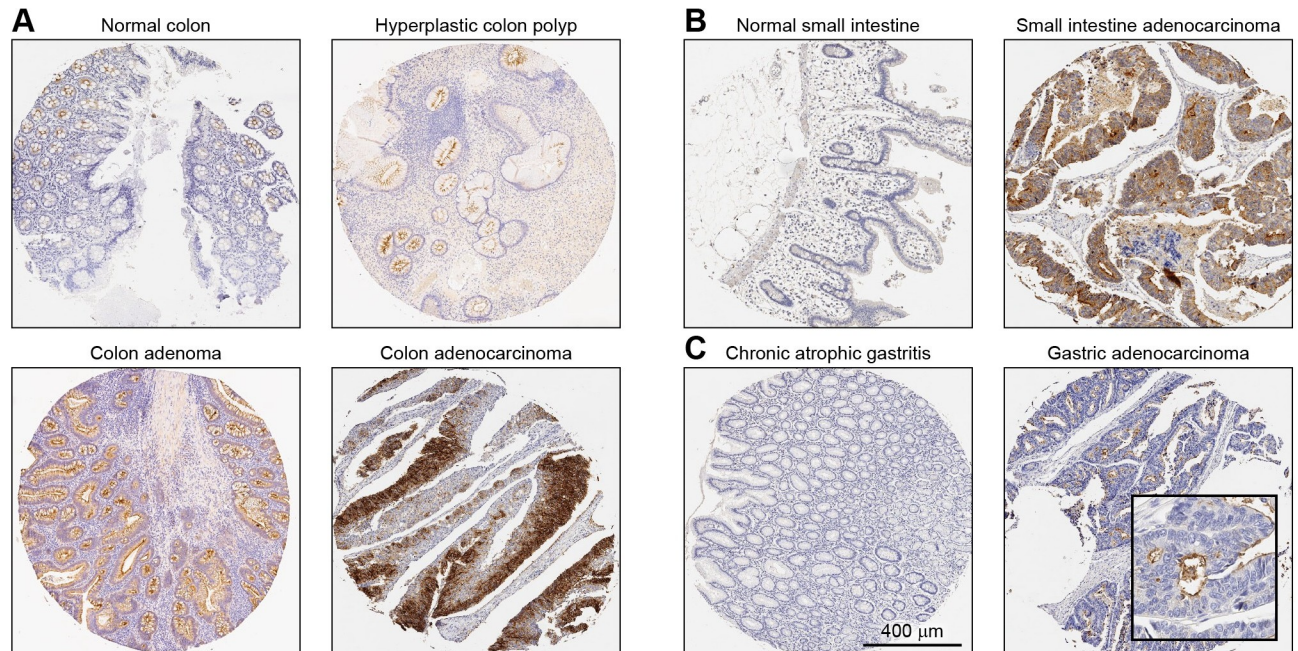 A
Normal colon
Hyperplastic colon polyp
Colon adenoma
Colon adenocarcinoma
B
Normal small intestine
Small intestine adenocarcinoma
C
Chronic atrophic gastritis
Gastric adenocarcinoma
400 μm